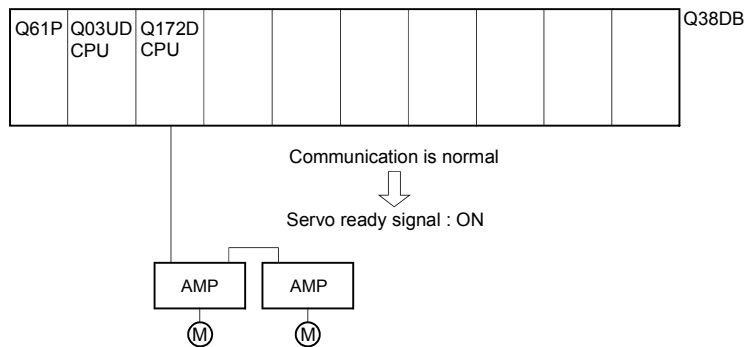 Q61P Q03UD Q172D Q38DB
CPU CPU
Communication is normal
Servo ready signal : ON
AMP AMP
M M